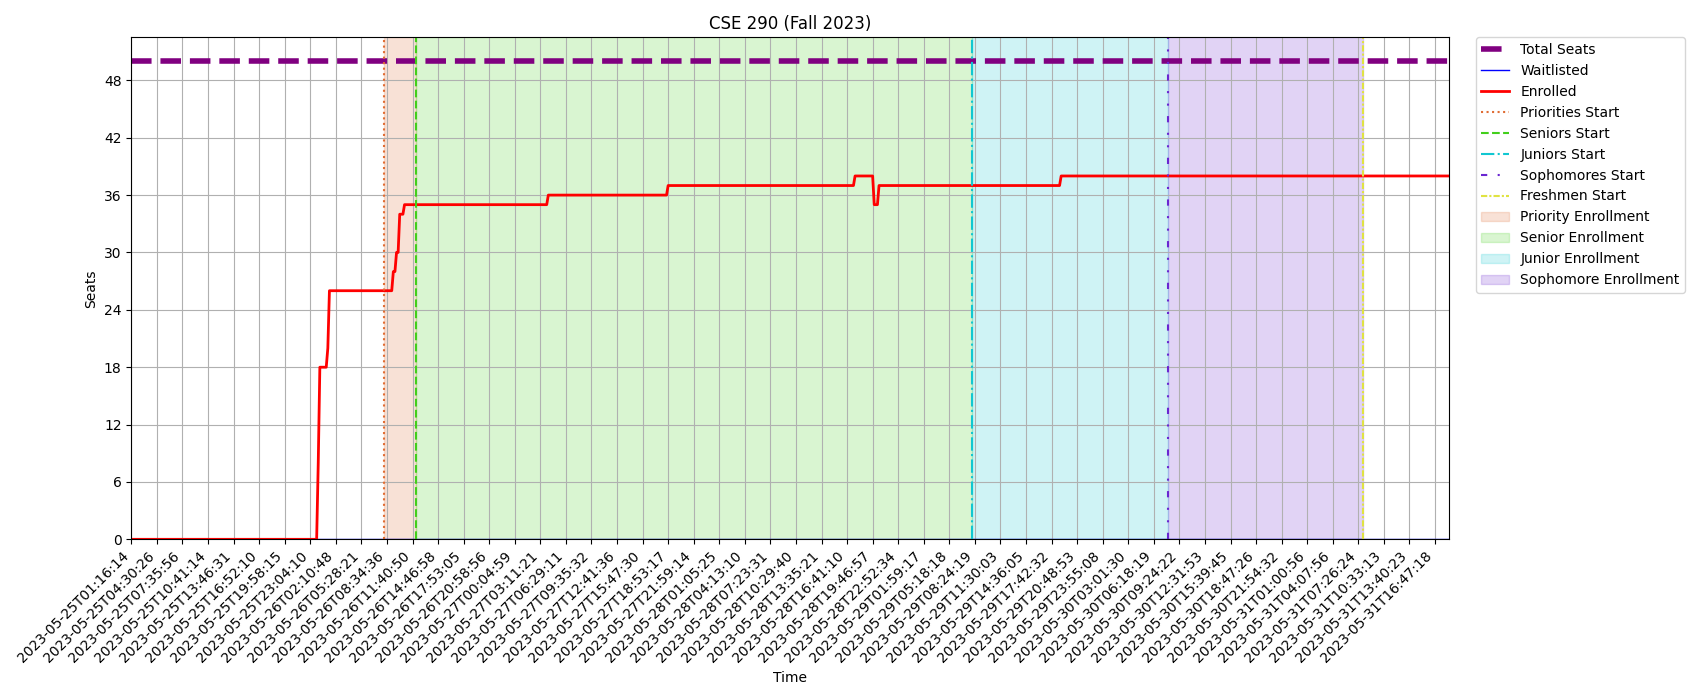 CSE 290 (Fall 2023)
Total Seats
Waitlisted
Enrolled
Priorities Start
Seniors Start
Juniors Start
Sophomores Start
Freshmen Start
Priority Enrollment
Senior Enrollment
Junior Enrollment
Sophomore Enrollment
Seats
48
42
36
30
24
18
12
6
0
2023-05-25T01:16:14
2023-05-25T04:30:26
2023-05-25T07:35:56
2023-05-25T10:41:14
2023-05-25T13:46:31
2023-05-25T16:52:10
2023-05-25T19:58:15
2023-05-25T23:04:10
2023-05-26T02:10:48
2023-05-26T05:28:21
2023-05-26T08:34:36
2023-05-26T11:40:50
2023-05-26T14:46:58
2023-05-26T17:53:05
2023-05-26T20:58:56
2023-05-27T00:04:59
2023-05-27T03:11:21
2023-05-27T06:29:11
2023-05-27T09:35:32
2023-05-27T12:41:36
2023-05-27T15:47:30
2023-05-27T18:53:17
2023-05-27T21:59:14
2023-05-28T01:05:25
2023-05-28T04:13:10
2023-05-28T07:23:31
2023-05-28T10:29:40
2023-05-28T13:35:21
2023-05-28T16:41:10
2023-05-28T19:46:57
2023-05-28T22:52:34
2023-05-29T01:59:17
2023-05-29T05:18:18
2023-05-29T08:24:19
2023-05-29T11:30:03
2023-05-29T14:36:05
2023-05-29T17:42:32
2023-05-29T20:48:53
2023-05-29T23:55:08
2023-05-30T03:01:30
2023-05-30T06:18:19
2023-05-30T09:24:22
2023-05-30T12:31:53
2023-05-30T15:39:45
2023-05-30T18:47:26
2023-05-30T21:54:32
2023-05-31T01:00:56
2023-05-31T04:07:56
2023-05-31T07:26:24
2023-05-31T10:33:13
2023-05-31T13:40:23
2023-05-31T16:47:18
Time